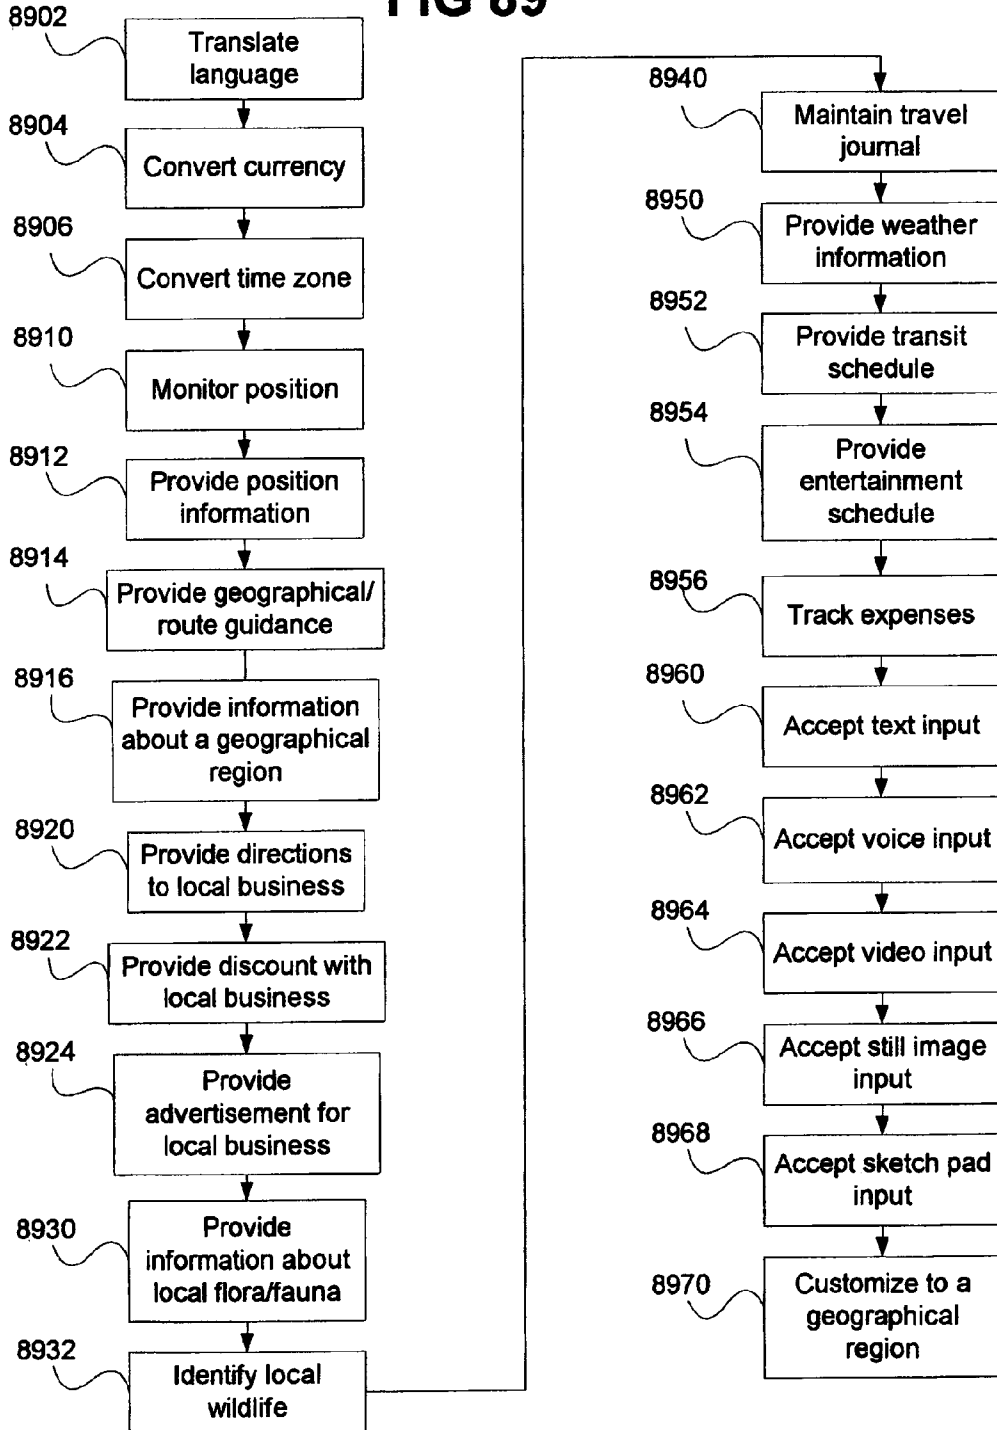 FIG 89
8902
Translate
language
8904
Convert currency
8906
Convert time zone
8910
Monitor position
8912
Provide position
information
8914
Provide geographical/
route guidance
8916
Provide information
about a geographical
region
8920
Provide directions
to local business
8922
Provide discount with
local business
8924
Provide
advertisement for
local business
8930
Provide
information about
local flora/fauna
8932
Identify local
wildlife
8940
Maintain travel
journal
8950
Provide weather
information
8952
Provide transit
schedule
8954
Provide
entertainment
schedule
8956
Track expenses
8960
Accept text input
8962
Accept voice input
8964
Accept video input
8966
Accept still image
input
8968
Accept sketch pad
input
8970
Customize to a
geographical
region